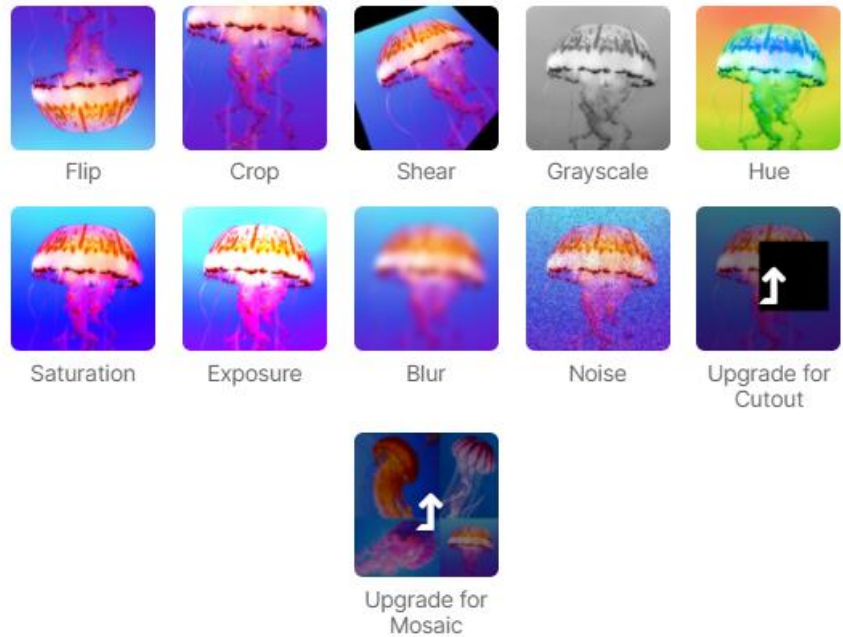 Flip
Crop
Shear
Grayscale
Hue
Saturation
Exposure
Blur
Noise
Upgrade for
Cutout
Upgrade for
Mosaic